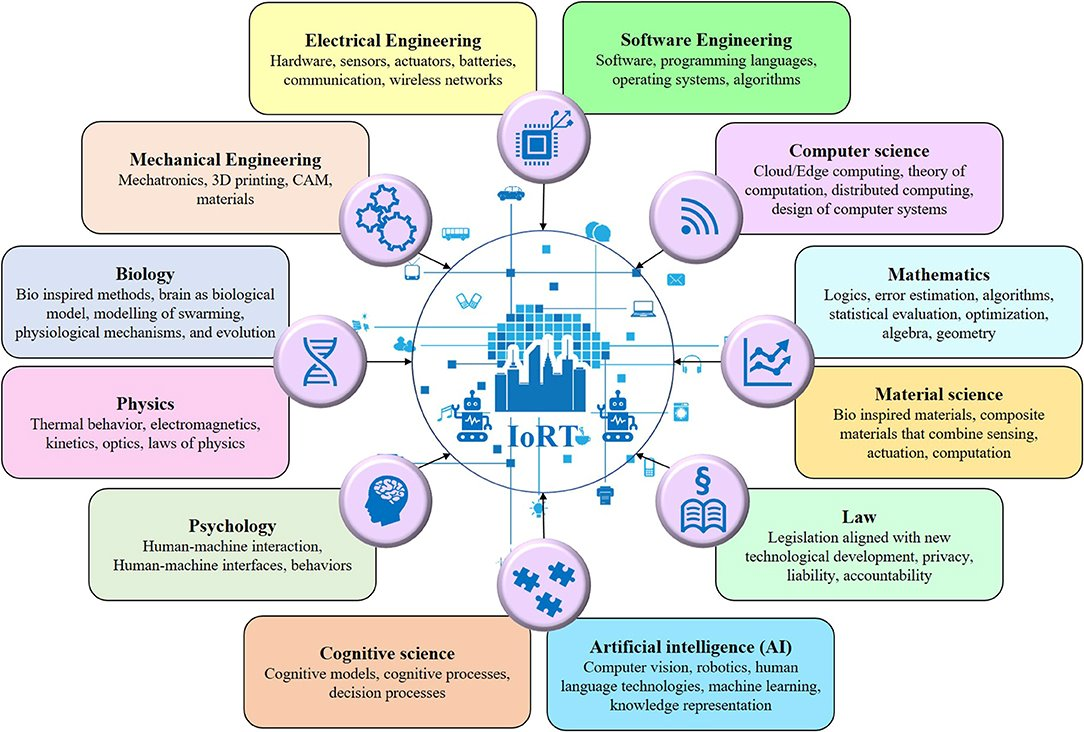 Electrical Engineering
Hardware, sensors, actuators, batteries,
communication, wireless networks
Software Engineering
Software, programming languages,
operating systems, algorithms
Mechanical Engineering
Mechatronics, 3D printing, CAM,
materials
Computer science
Cloud/Edge computing, theory of
computation, distributed computing,
design of computer systems
Biology
Bio inspired methods, brain as biological
model, modelling of swarming,
physiological mechanisms, and evolution
Mathematics
Logics, error estimation, algorithms,
statistical evaluation, optimization,
algebra, geometry
Physics
Thermal behavior, electromagnetics,
kinetics, optics, laws of physics
Material science
Bio inspired materials, composite
materials that combine sensing,
actuation, computation
IoRT
Psychology
Human-machine interaction,
Human-machine interfaces, behaviors
§
Law
Legislation aligned with new
technological development, privacy,
liability, accountability
Cognitive science
Cognitive models, cognitive processes,
decision processes
Artificial intelligence (AI)
Computer vision, robotics, human
language technologies, machine learning,
knowledge representation